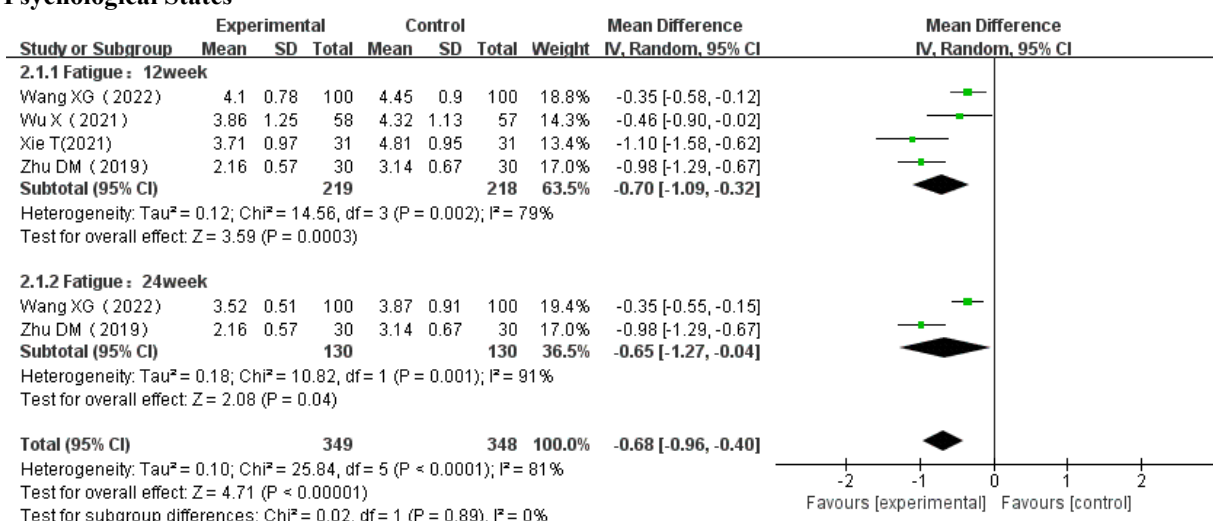 Psychological States
Experimental Control Mean Difference Mean Difference
Study or Subgroup Mean SD Total Mean SD Total Weight IV, Random, 95% CI IV, Random, 95% CI
2.1.1 Fatigue：12week
Wang XG（2022） 4.1 0.78 100 4.45 0.9 100 18.8% -0.35 [-0.58, -0.12]
Wu X（2021） 3.86 1.25 58 4.32 1.13 57 14.3% -0.46 [-0.90, -0.02]
Xie T(2021) 3.71 0.97 31 4.81 0.95 31 13.4% -1.10 [-1.58, -0.62]
Zhu DM（2019） 2.16 0.57 30 3.14 0.67 30 17.0% -0.98 [-1.29, -0.67]
Subtotal (95% CI) 219 218 63.5% -0.70 [-1.09, -0.32]
Heterogeneity: Tau² = 0.12; Chi² = 14.56, df = 3 (P = 0.002); I² = 79%
Test for overall effect: Z = 3.59 (P = 0.0003)
2.1.2 Fatigue：24week
Wang XG（2022） 3.52 0.51 100 3.87 0.91 100 19.4% -0.35 [-0.55, -0.15]
Zhu DM（2019） 2.16 0.57 30 3.14 0.67 30 17.0% -0.98 [-1.29, -0.67]
Subtotal (95% CI) 130 130 36.5% -0.65 [-1.27, -0.04]
Heterogeneity: Tau² = 0.18; Chi² = 10.82, df = 1 (P = 0.001); I² = 91%
Test for overall effect: Z = 2.08 (P = 0.04)
Total (95% CI) 349 348 100.0% -0.68 [-0.96, -0.40]
Heterogeneity: Tau² = 0.10; Chi² = 25.84, df = 5 (P < 0.0001); I² = 81%
Test for overall effect: Z = 4.71 (P < 0.00001)
Test for subgroup differences: Chi² = 0.02, df = 1 (P = 0.89), I² = 0%
-2 -1 0 1 2
Favours [experimental] Favours [control]